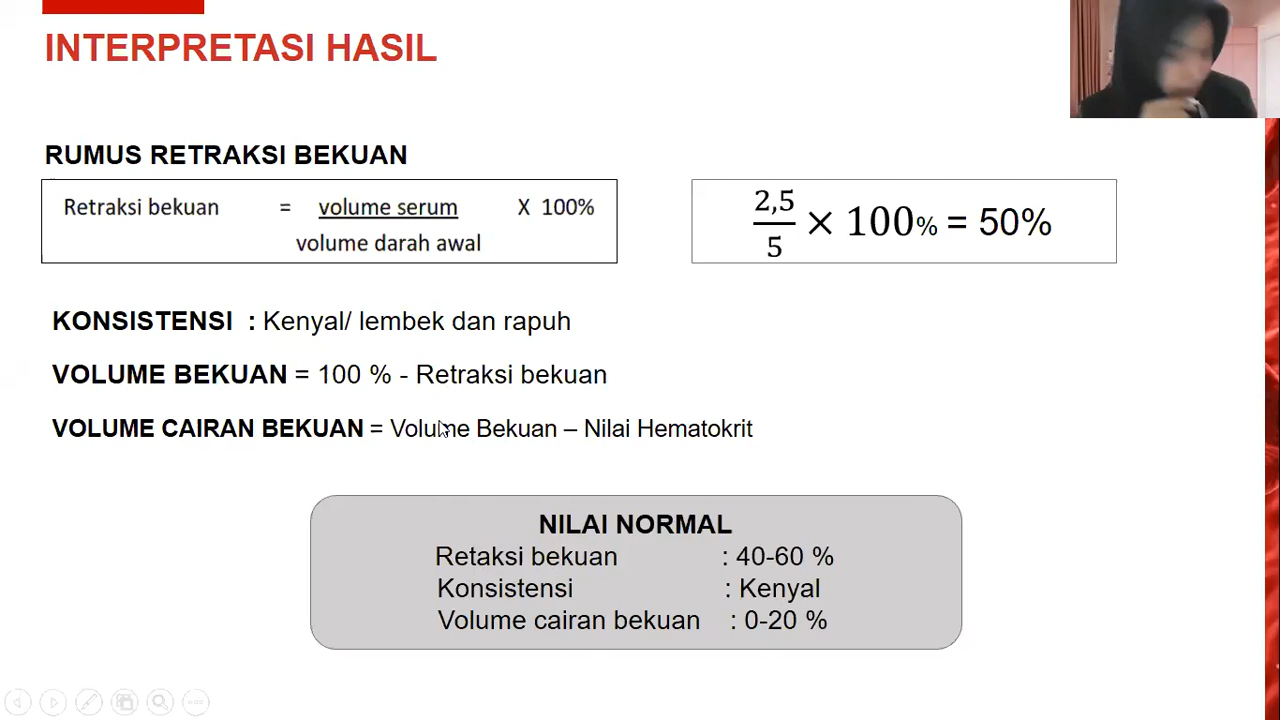 INTERPRETASI HASIL
RUMUS RETRAKSI BEKUAN
Retraksi bekuan = volume serum X 100%
volume darah awal
2,5
5
× 100% = 50%
KONSISTENSI : Kenyal/ lembek dan rapuh
VOLUME BEKUAN = 100 % - Retraksi bekuan
VOLUME CAIRAN BEKUAN = Volume Bekuan – Nilai Hematokrit
NILAI NORMAL
Retaksi bekuan : 40-60 %
Konsistensi : Kenyal
Volume cairan bekuan : 0-20 %